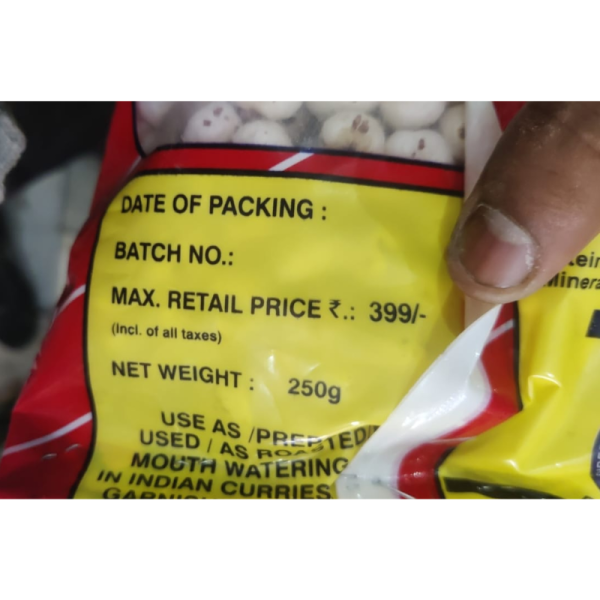 DATE OF PACKING :
BATCH NO.:
MAX. RETAIL PRICE ₹.: 399/-
(incl. of all taxes)
NET WEIGHT : 250g
USE AS /
USED / AS
MOUTH WATERING
IN INDIAN CURRIES